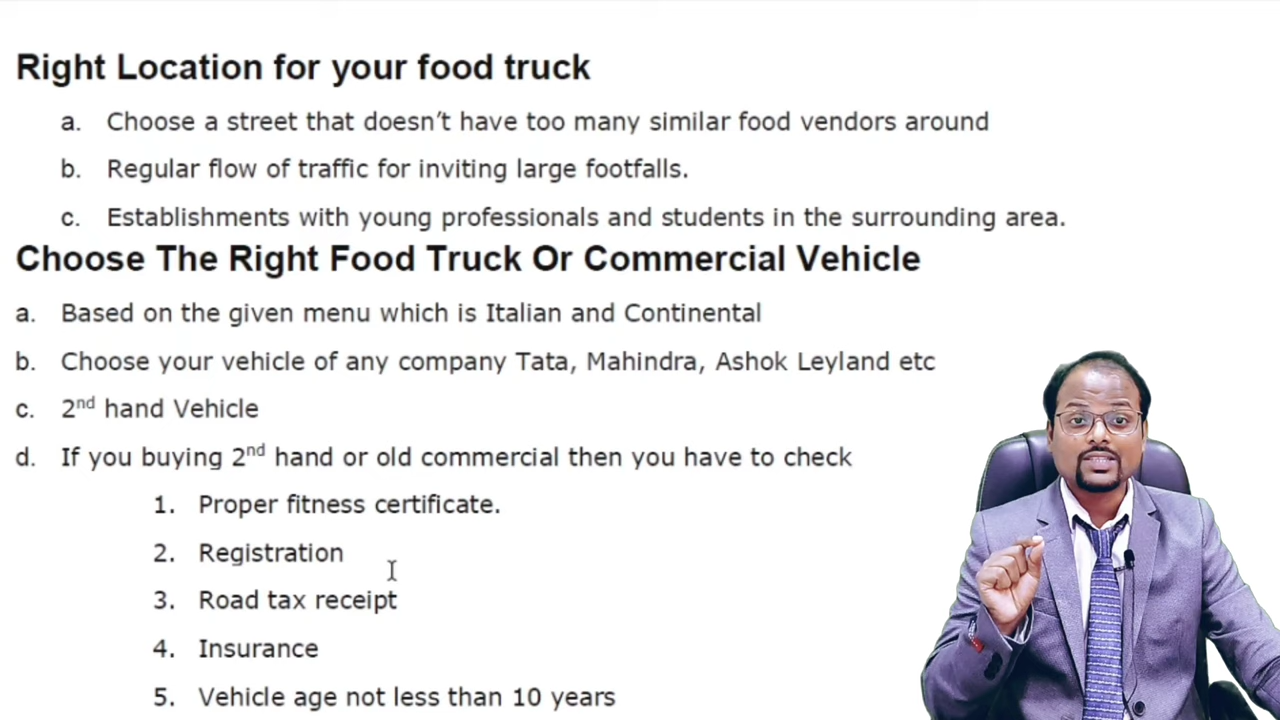 Right Location for your food truck
a. Choose a street that doesn’t have too many similar food vendors around
b. Regular flow of traffic for inviting large footfalls.
c. Establishments with young professionals and students in the surrounding area.
Choose The Right Food Truck Or Commercial Vehicle
a. Based on the given menu which is Italian and Continental
b. Choose your vehicle of any company Tata, Mahindra, Ashok Leyland etc
c. 2nd hand Vehicle
d. If you buying 2nd hand or old commercial then you have to check
1. Proper fitness certificate.
2. Registration
3. Road tax receipt
4. Insurance
5. Vehicle age not less than 10 years